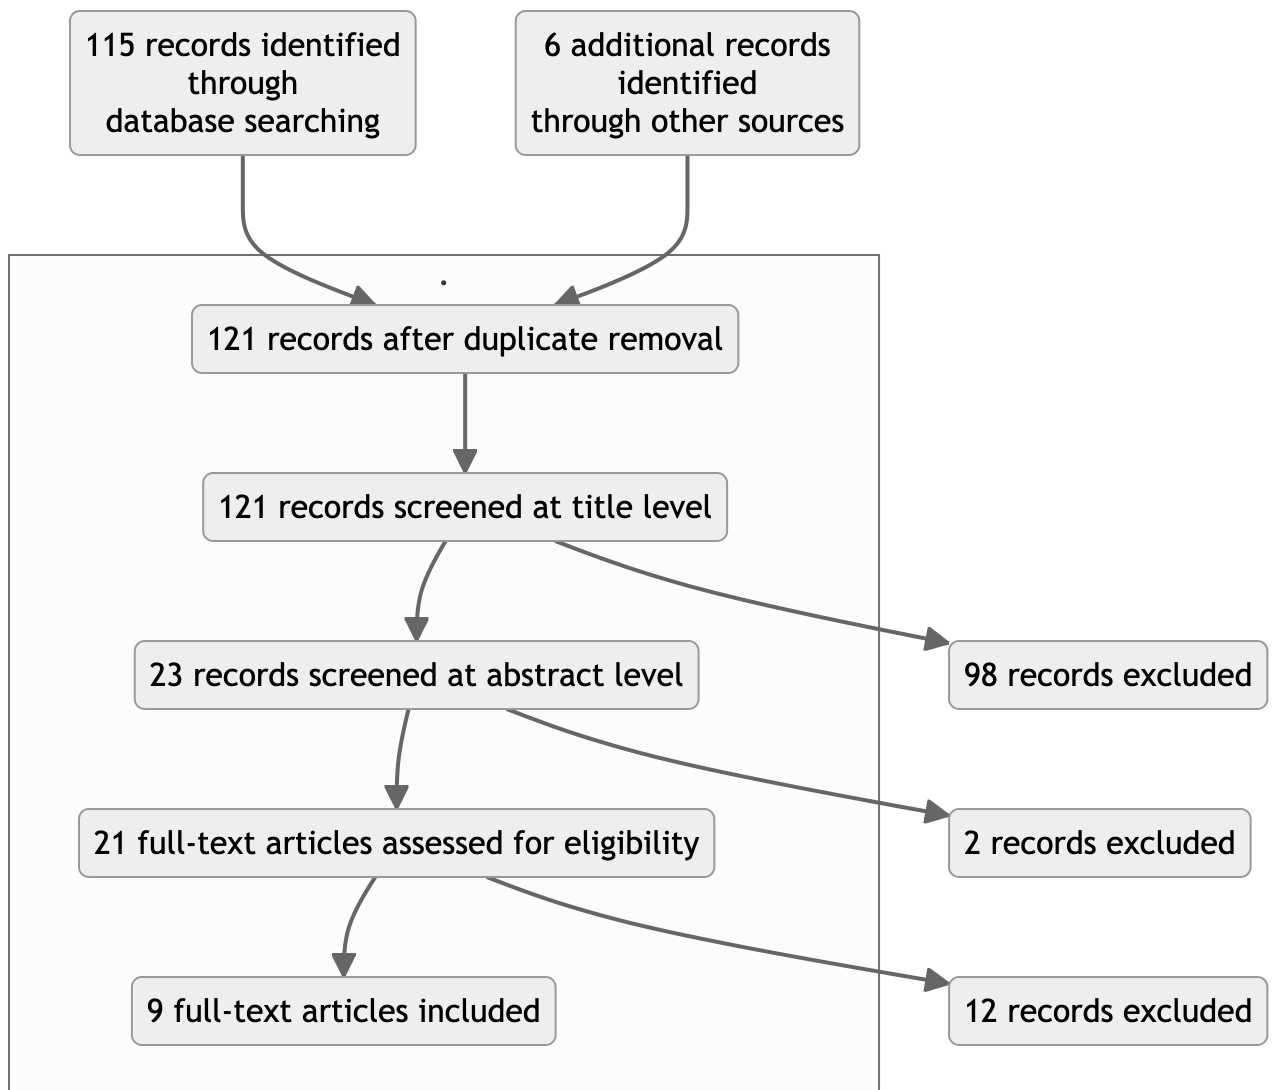 115 records identified
through
database searching
6 additional records
identified
through other sources
.
121 records after duplicate removal
121 records screened at title level
23 records screened at abstract level
98 records excluded
21 full-text articles assessed for eligibility
2 records excluded
9 full-text articles included
12 records excluded